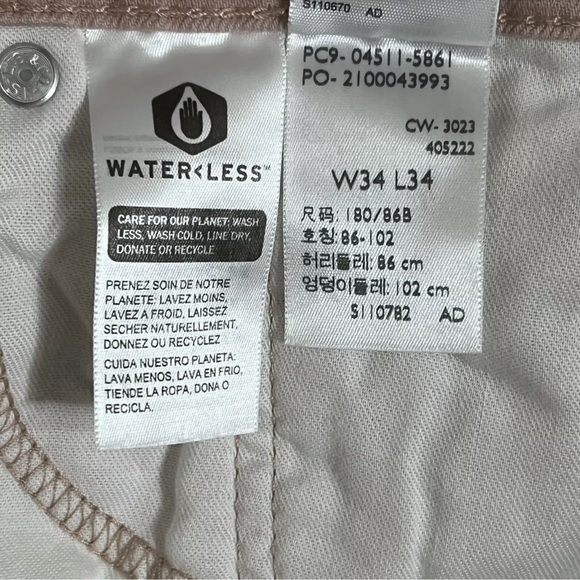 S110670 AD
PC9- 04511-5861
PO- 2100043993
CW- 3023
405222
W34 L34
尺码: 180/86B
호칭: 86-102
허리둘레: 86 cm
엉덩이둘레: 102 cm
S110782 AD
WATER<LESS™
CARE FOR OUR PLANET: WASH
LESS, WASH COLD, LINE DRY,
DONATE OR RECYCLE
PRENEZ SOIN DE NOTRE
PLANETE: LAVEZ MOINS,
LAVEZ A FROID, LAISSEZ
SECHER NATURELLEMENT,
DONNEZ OU RECYCLEZ
CUIDA NUESTRO PLANETA:
LAVA MENOS, LAVA EN FRIO,
TIENDE LA ROPA, DONA O
RECICLA.